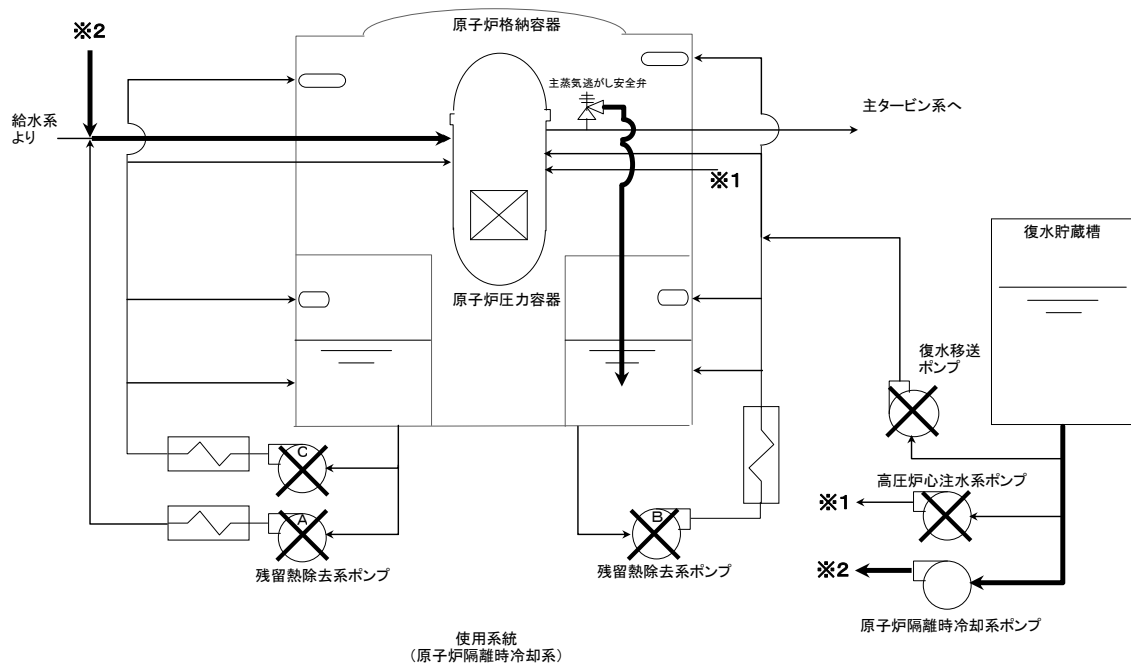 原子炉格納容器
※2
主蒸気逃がし安全弁
給水系
より
主タービン系へ
※1
復水貯蔵槽
原子炉圧力容器
復水移送
ポンプ
C
高圧炉心注水系ポンプ
※1
A
B
残留熱除去系ポンプ
残留熱除去系ポンプ
※2
原子炉隔離時冷却系ポンプ
使用系統
(原子炉隔離時冷却系)